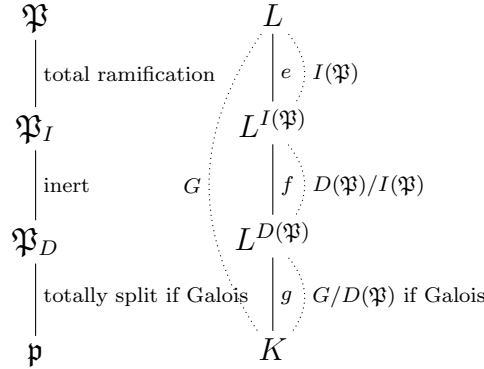 𝔓 L
total ramification e I(𝔓)
𝔓_I L^{I(𝔓)}
inert G f D(𝔓)/I(𝔓)
𝔓_D L^{D(𝔓)}
totally split if Galois g G/D(𝔓) if Galois
𝔭 K